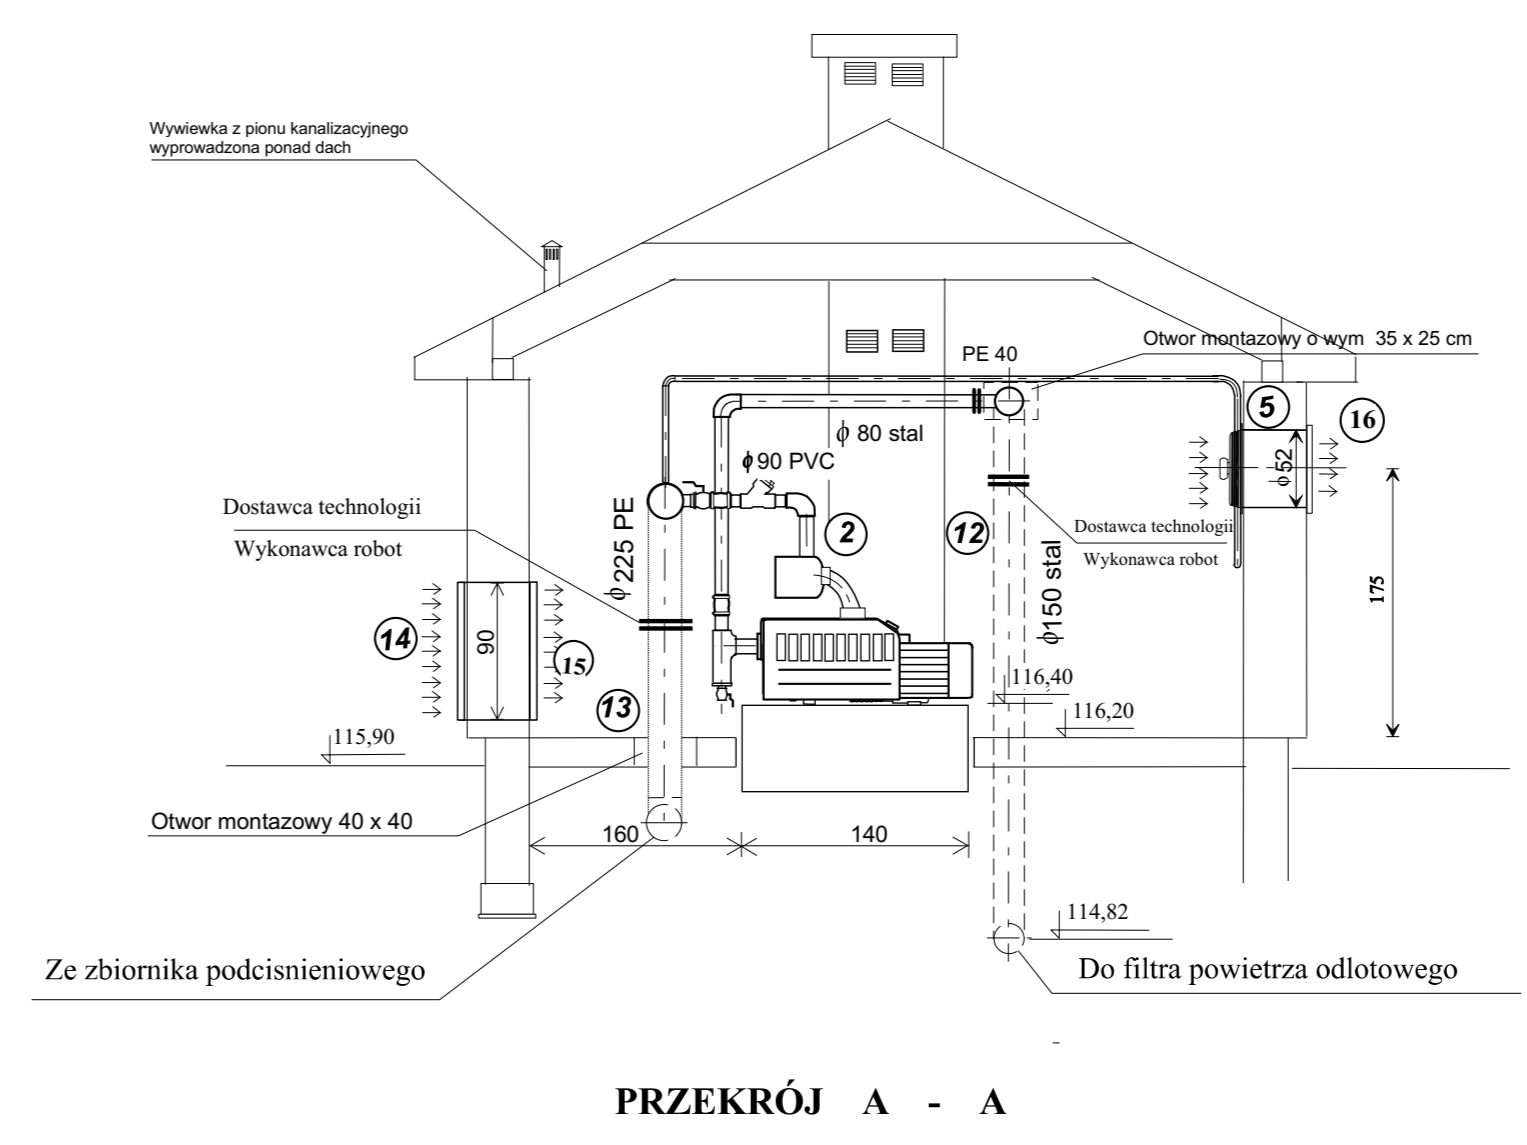 Wywiewka z pionu kanalizacyjnego
wyprowadzona ponad dach
Otwor montazowy o wym 35 x 25 cm
PE 40
5
16
ϕ 80 stal
ϕ 90 PVC
ϕ 52
Dostawca technologii
Wykonawca robot
ϕ 225 PE
2
12
Dostawca technologii
Wykonawca robot
ϕ150 stal
175
14
90
15
13
116,40
116,20
115,90
Otwor montazowy 40 x 40
160
140
114,82
Ze zbiornika podcisnieniowego
Do filtra powietrza odlotowego
PRZEKRÓJ A - A